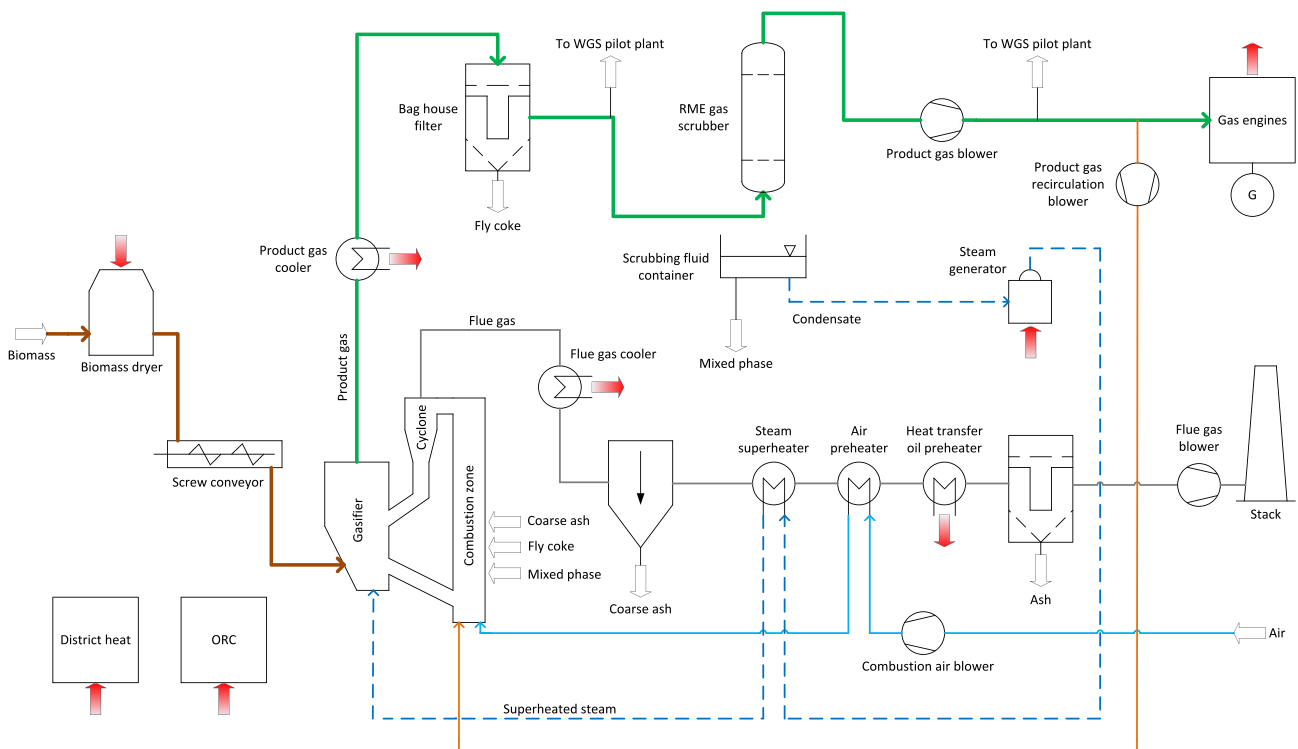 To WGS pilot plant
To WGS pilot plant
Bag house
filter
RME gas
scrubber
Gas engines
Product gas blower
Product gas
recirculation
blower
G
Fly coke
Product gas
cooler
Scrubbing fluid
container
Steam
generator
Condensate
Flue gas
Biomass
Biomass dryer
Product gas
Flue gas cooler
Mixed phase
Cyclone
Steam
superheater
Air
preheater
Heat transfer
oil preheater
Flue gas
blower
Screw conveyor
Gasifier
Combustion zone
Stack
Coarse ash
Fly coke
Mixed phase
Coarse ash
Ash
District heat
ORC
Air
Combustion air blower
Superheated steam